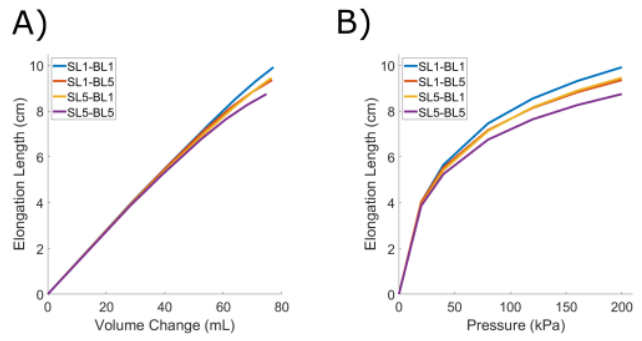 A)
SL1-BL1
SL1-BL5
SL5-BL1
SL5-BL5
Elongation Length (cm)
10
8
6
4
2
0
0 20 40 60 80
Volume Change (mL)
B)
SL1-BL1
SL1-BL5
SL5-BL1
SL5-BL5
Elongation Length (cm)
10
8
6
4
2
0
0 50 100 150 200
Pressure (kPa)